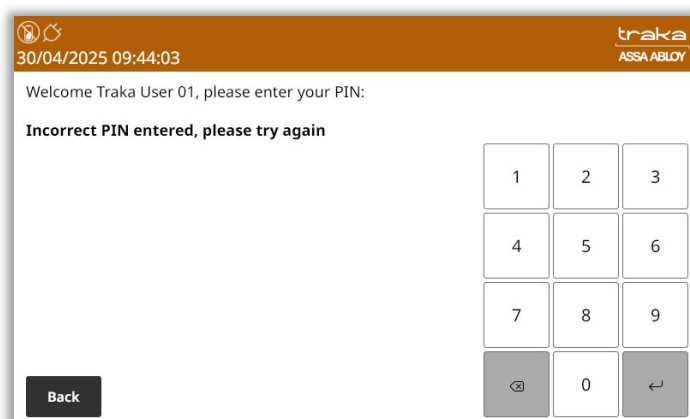 traka
30/04/2025 09:44:03
ASSA ABLOY
Welcome Traka User 01, please enter your PIN:
Incorrect PIN entered, please try again
1 2 3
4 5 6
7 8 9
0
Back